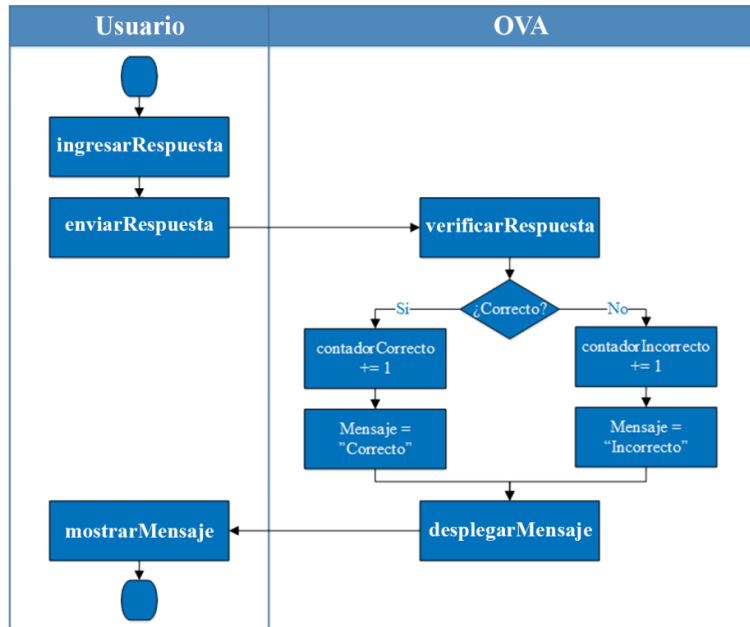 Usuario
OVA
ingresarRespuesta
enviarRespuesta
verificarRespuesta
¿Correcto?
Si
No
contadorCorrecto
+= 1
contadorIncorrecto
+= 1
Mensaje =
”Correcto”
Mensaje =
“Incorrecto”
mostrarMensaje
desplegarMensaje